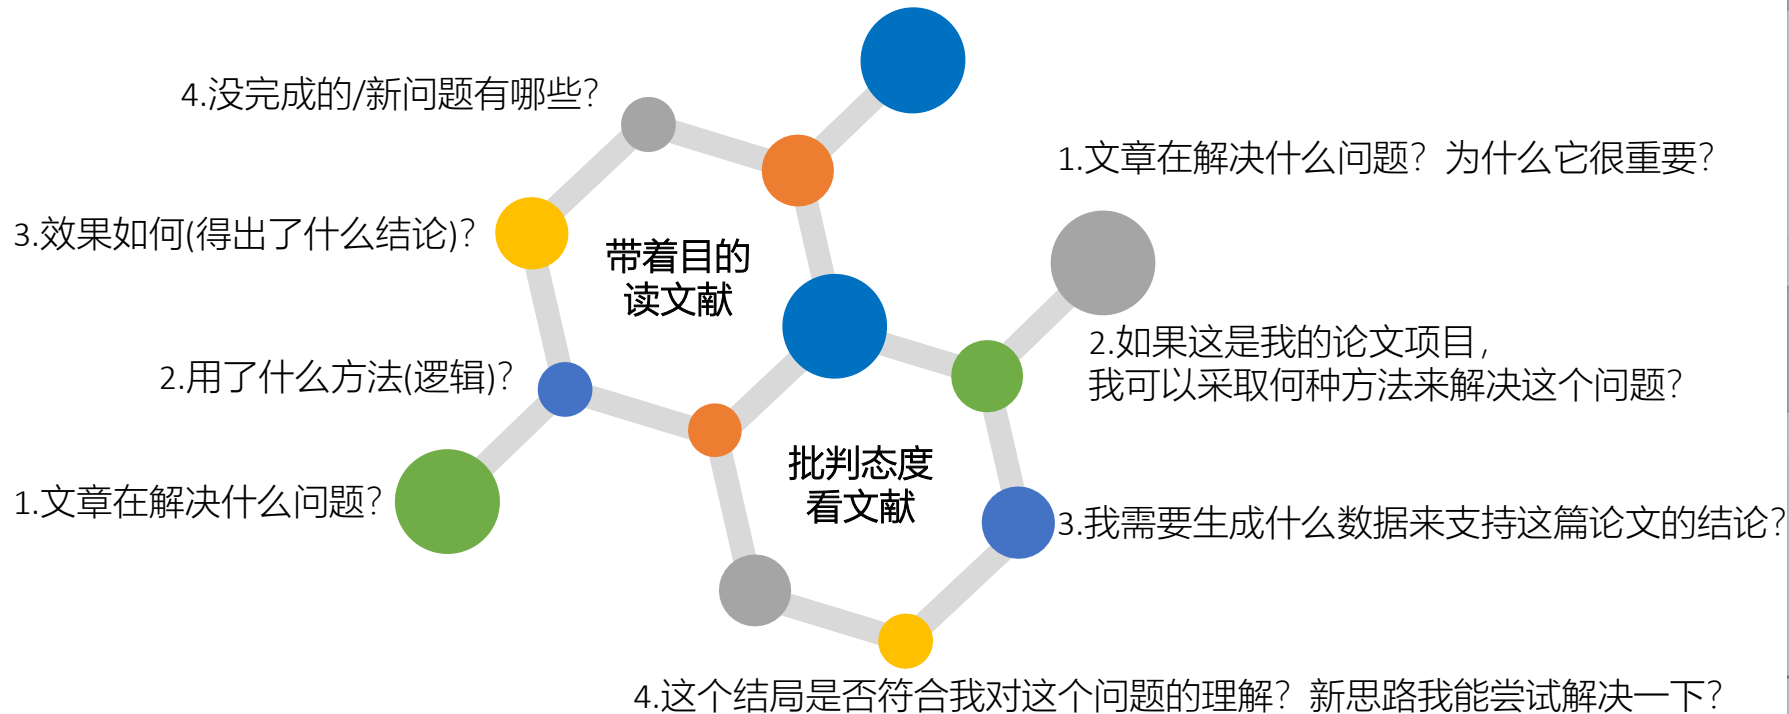 4.没完成的/新问题有哪些?
3.效果如何(得出了什么结论)?
带着目的
读文献
2.用了什么方法(逻辑)?
1.文章在解决什么问题?
1.文章在解决什么问题？为什么它很重要?
2.如果这是我的论文项目，
我可以采取何种方法来解决这个问题?
批判态度
看文献
3.我需要生成什么数据来支持这篇论文的结论?
4.这个结局是否符合我对这个问题的理解？新思路我能尝试解决一下?